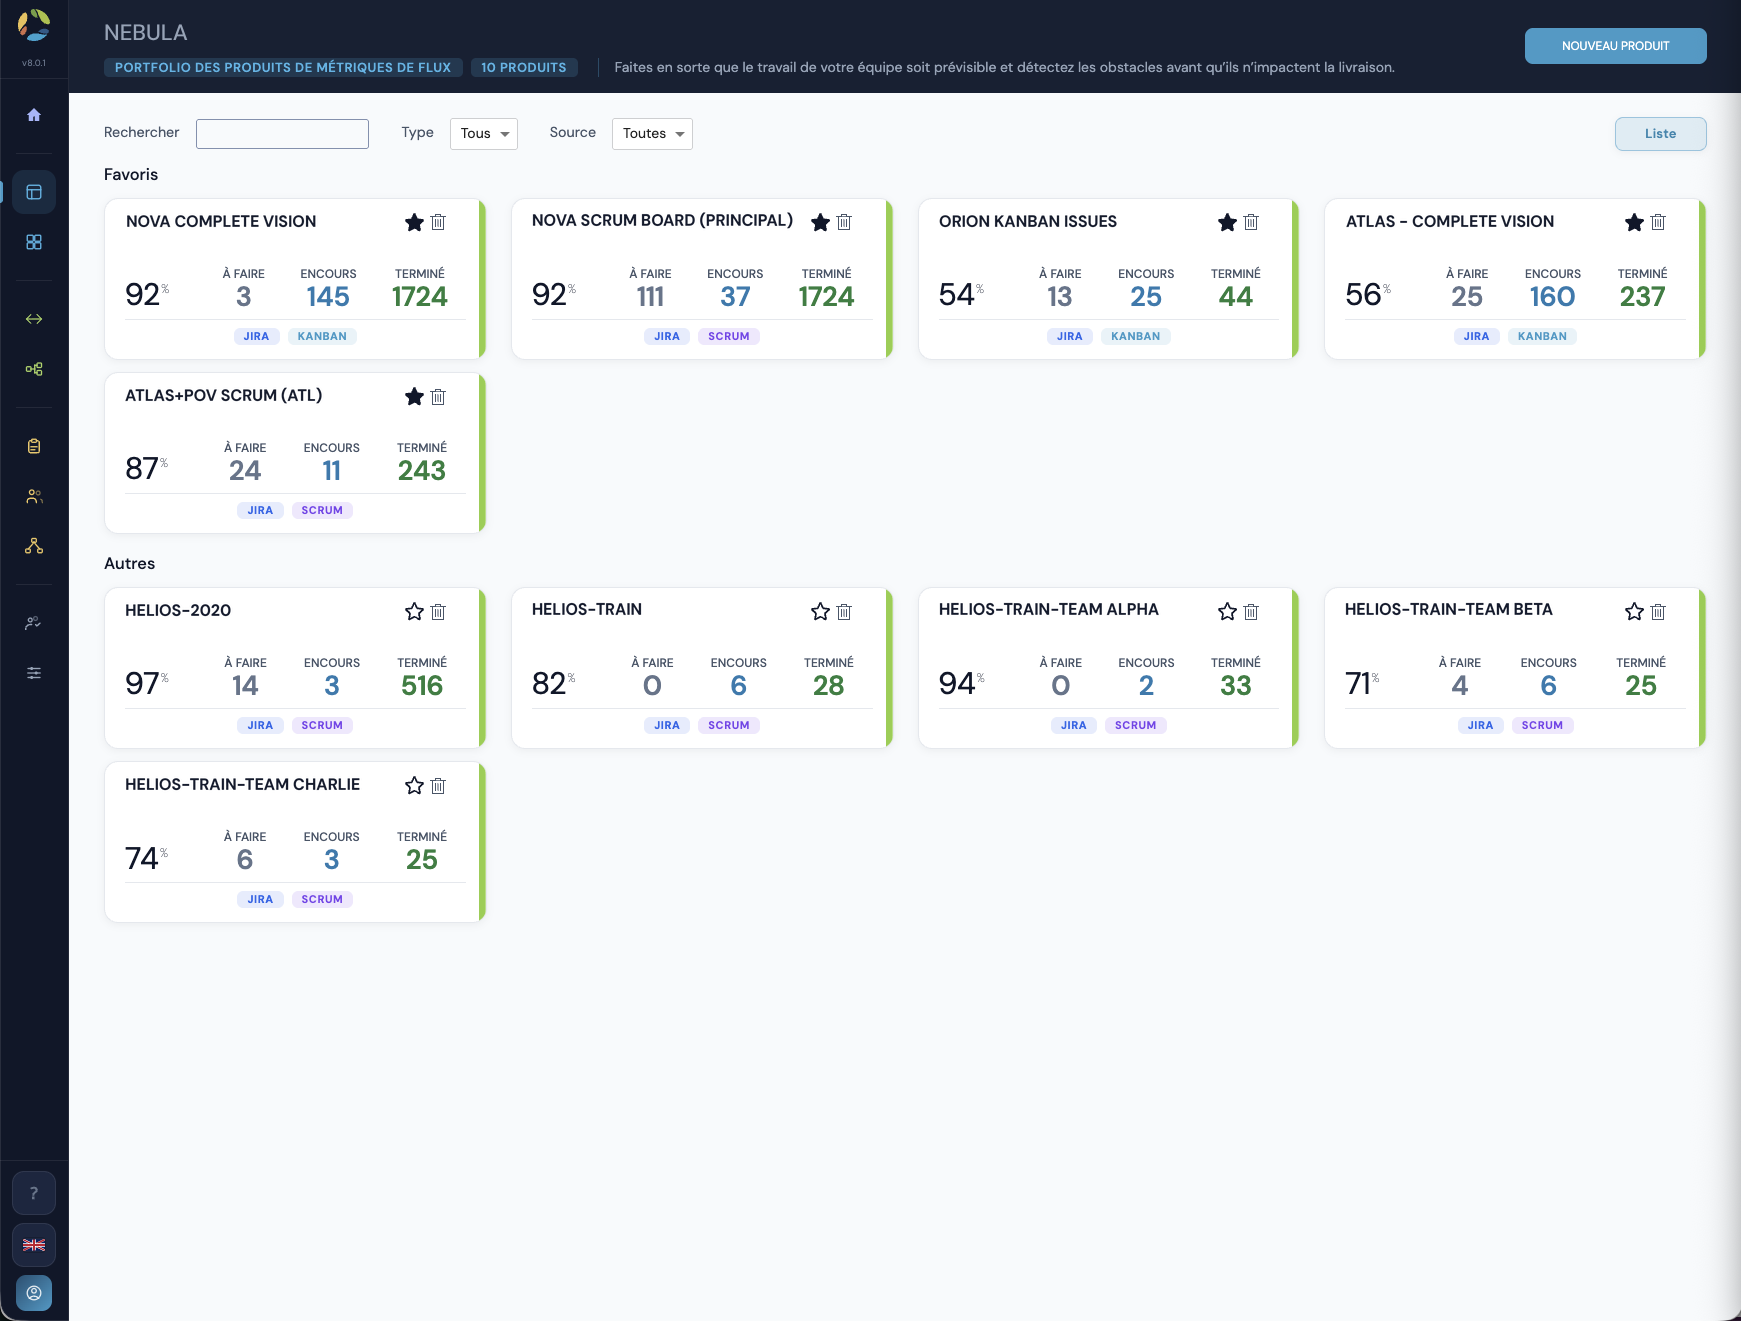 v8.0.1
NEBULA
PORTFOLIO DES PRODUITS DE MÉTRIQUES DE FLUX 10 PRODUITS Faites en sorte que le travail de votre équipe soit prévisible et détectez les obstacles avant qu'ils n'impactent la livraison.
NOUVEAU PRODUIT
Rechercher Type Tous Source Toutes Liste
Favoris
NOVA COMPLETE VISION
À FAIRE ENCOURS TERMINÉ
92% 3 145 1724
JIRA KANBAN
NOVA SCRUM BOARD (PRINCIPAL)
À FAIRE ENCOURS TERMINÉ
92% 111 37 1724
JIRA SCRUM
ORION KANBAN ISSUES
À FAIRE ENCOURS TERMINÉ
54% 13 25 44
JIRA KANBAN
ATLAS - COMPLETE VISION
À FAIRE ENCOURS TERMINÉ
56% 25 160 237
JIRA KANBAN
ATLAS+POV SCRUM (ATL)
À FAIRE ENCOURS TERMINÉ
87% 24 11 243
JIRA SCRUM
Autres
HELIOS-2020
À FAIRE ENCOURS TERMINÉ
97% 14 3 516
JIRA SCRUM
HELIOS-TRAIN
À FAIRE ENCOURS TERMINÉ
82% 0 6 28
JIRA SCRUM
HELIOS-TRAIN-TEAM ALPHA
À FAIRE ENCOURS TERMINÉ
94% 0 2 33
JIRA SCRUM
HELIOS-TRAIN-TEAM BETA
À FAIRE ENCOURS TERMINÉ
71% 4 6 25
JIRA SCRUM
HELIOS-TRAIN-TEAM CHARLIE
À FAIRE ENCOURS TERMINÉ
74% 6 3 25
JIRA SCRUM
?